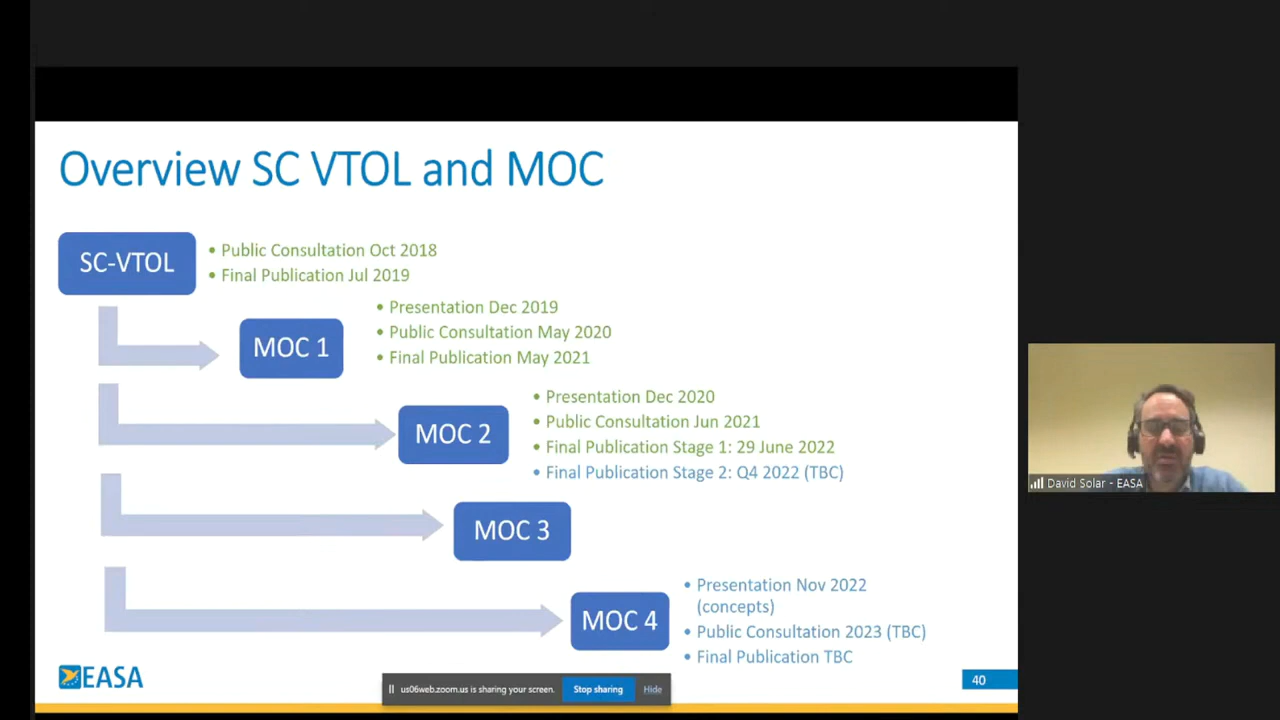 Overview SC VTOL and MOC
SC-VTOL
• Public Consultation Oct 2018
• Final Publication Jul 2019
MOC 1
• Presentation Dec 2019
• Public Consultation May 2020
• Final Publication May 2021
MOC 2
• Presentation Dec 2020
• Public Consultation Jun 2021
• Final Publication Stage 1: 29 June 2022
• Final Publication Stage 2: Q4 2022 (TBC)
MOC 3
MOC 4
• Presentation Nov 2022
(concepts)
• Public Consultation 2023 (TBC)
• Final Publication TBC
EASA
us06web.zoom.us is sharing your screen.
Stop sharing
Hide
40
David Solar - EASA